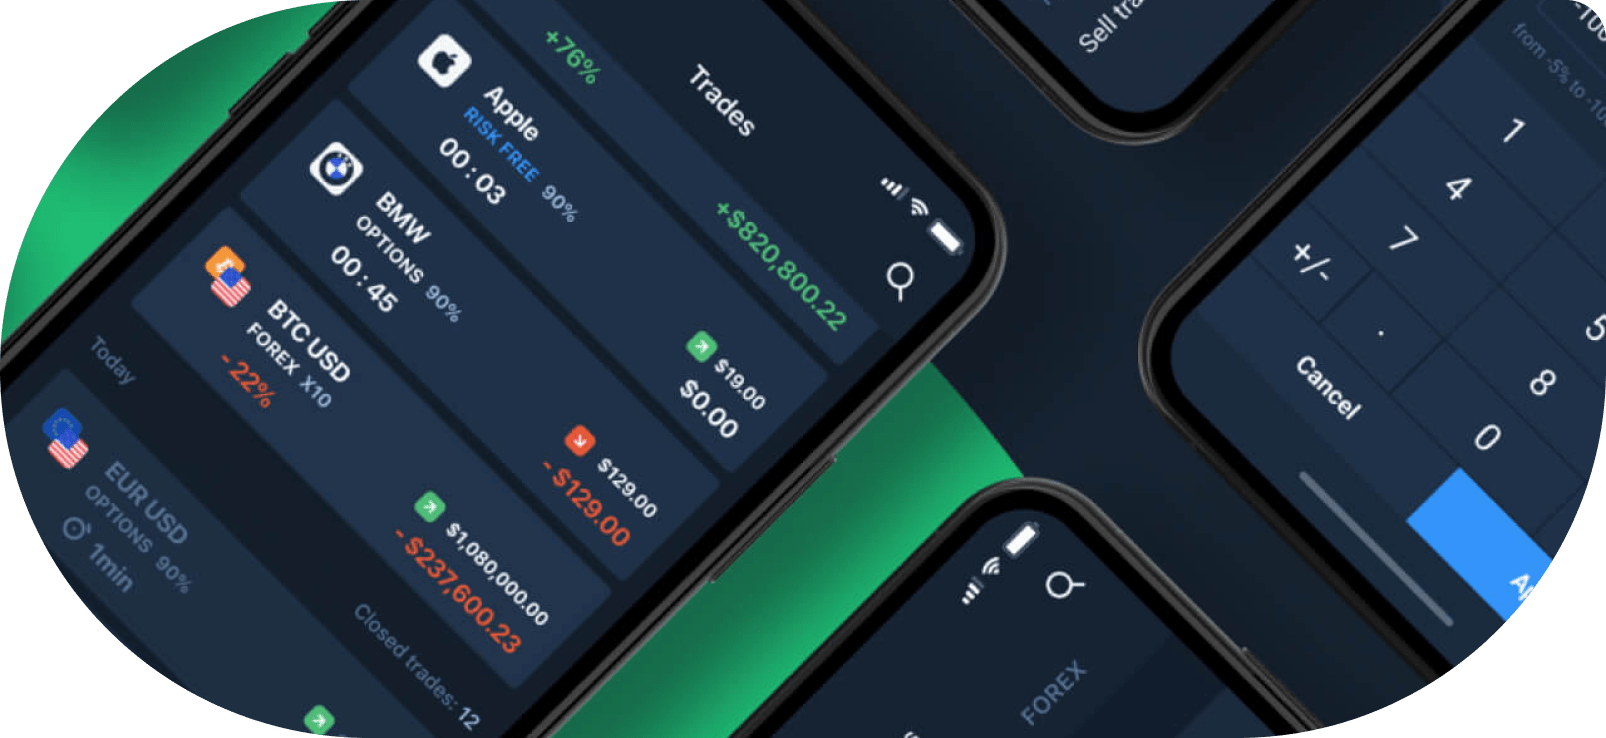 Trades
+76%
+$820,800.22
Apple
RISK FREE 90%
00:03
$19.00
$0.00
BMW
OPTIONS 90%
00:45
$129.00
- $129.00
BTC USD
FOREX X10
- 22%
$1,080,000.00
- $237,600.23
Today
Closed trades: 12
EUR USD
OPTIONS 90%
1min
Sell
from -5% to
1
4
7
+/-
.
5
8
0
Cancel
FOREX